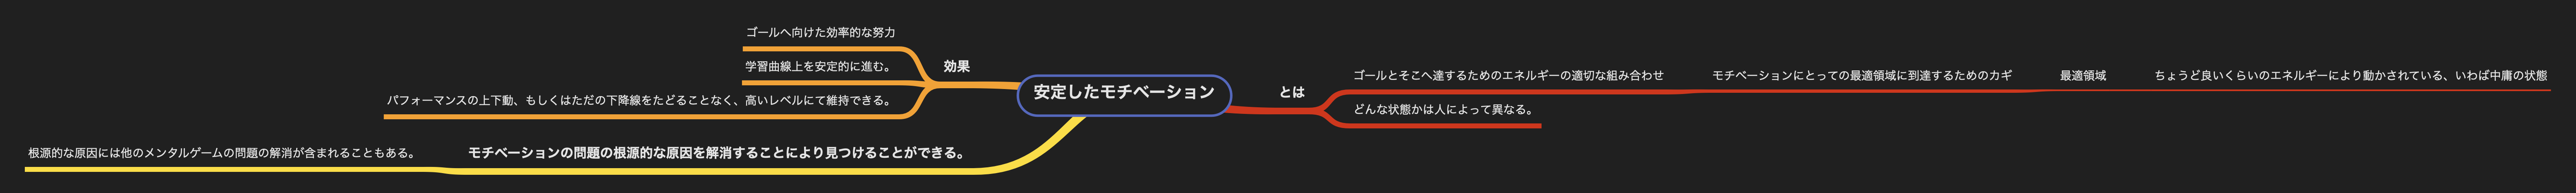 安定したモチベーション
とは
ゴールとそこへ達するためのエネルギーの適切な組み合わせ
モチベーションにとっての最適領域に到達するためのカギ
最適領域
ちょうど良いくらいのエネルギーにより動かされている、いわば中庸の状態
どんな状態かは人によって異なる。
効果
ゴールへ向けた効率的な努力
学習曲線上を安定的に進む。
パフォーマンスの上下動、もしくはただの下降線をたどることなく、高いレベルにて維持できる。
モチベーションの問題の根源的な原因を解消することにより見つけることができる。
根源的な原因には他のメンタルゲームの問題の解消が含まれることもある。